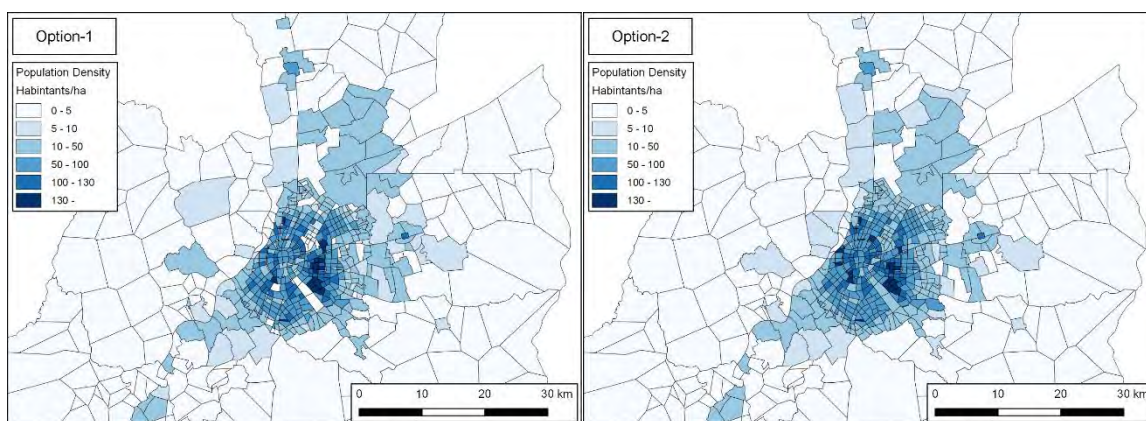 Option-1
Population Density
Habintants/ha
0 - 5
5 - 10
10 - 50
50 - 100
100 - 130
130 -
0 10 20 30 km
Option-2
Population Density
Habintants/ha
0 - 5
5 - 10
10 - 50
50 - 100
100 - 130
130 -
0 10 20 30 km